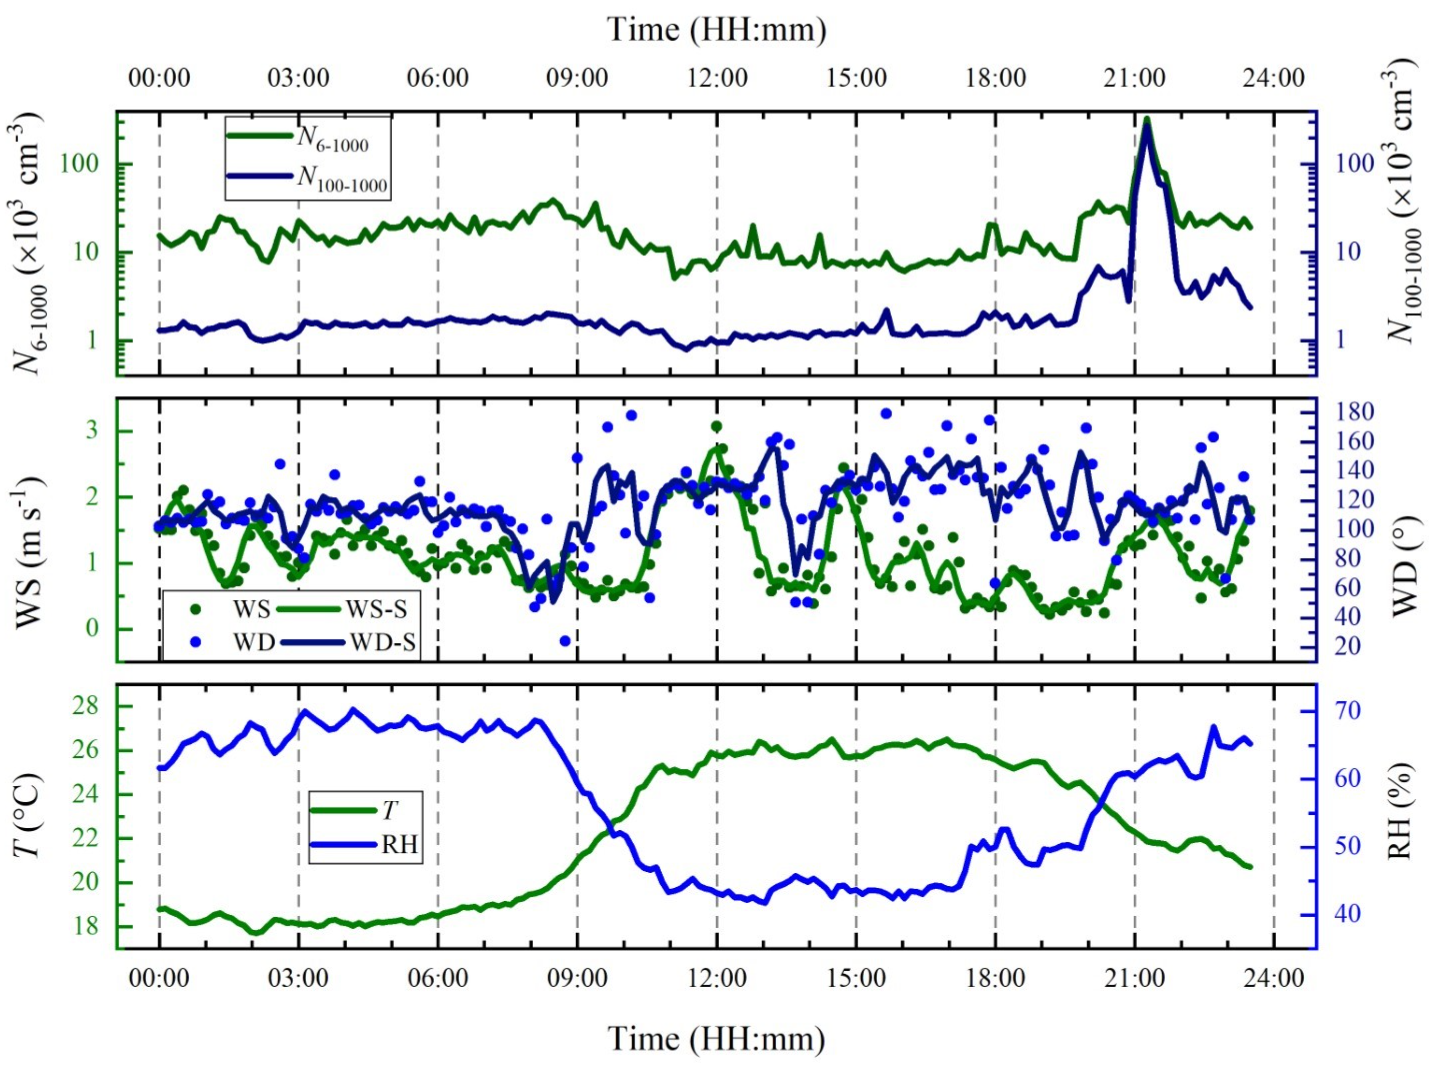 Time (HH:mm)
00:00 03:00 06:00 09:00 12:00 15:00 18:00 21:00 24:00
N6-1000 (×10³ cm⁻³)
100
10
1
N6-1000
N100-1000
100
10
1
N100-1000 (×10³ cm⁻³)
WS (m s⁻¹)
3
2
1
0
WS WS-S
WD WD-S
180
160
140
120
100
80
60
40
20
WD (°)
T (°C)
28
26
24
22
20
18
T
RH
70
60
50
40
RH (%)
00:00 03:00 06:00 09:00 12:00 15:00 18:00 21:00 24:00
Time (HH:mm)